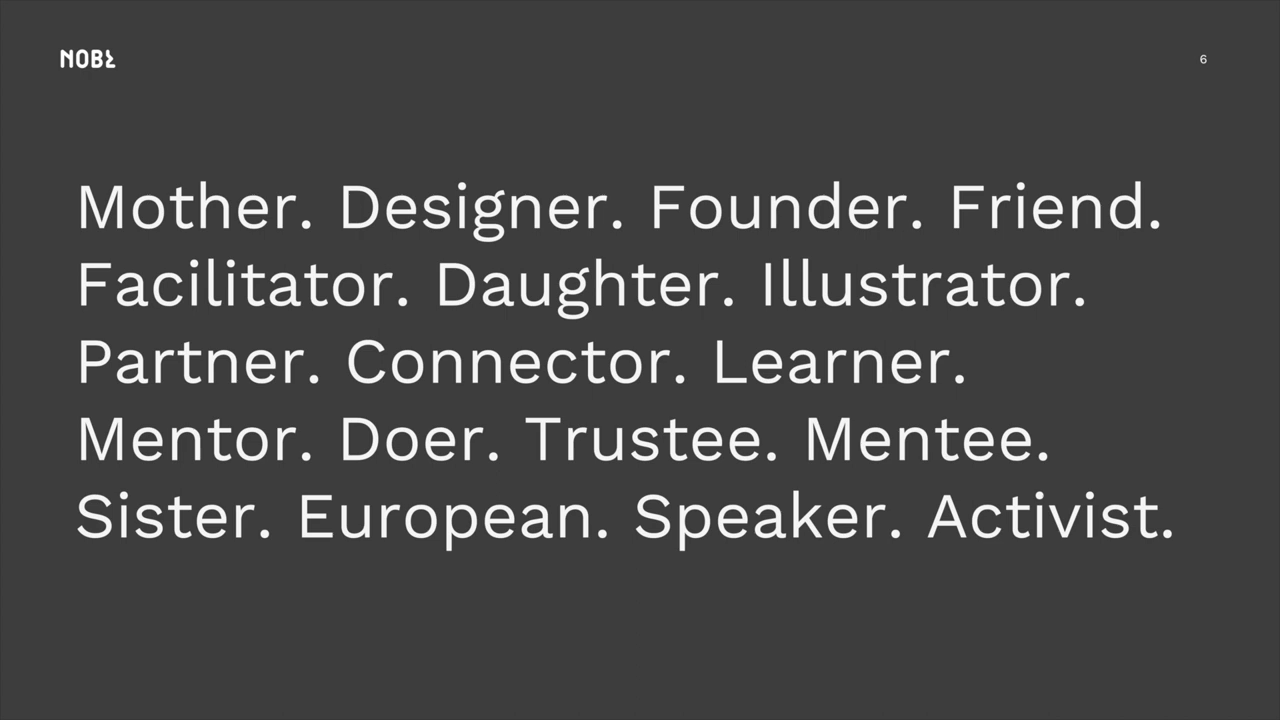 NOBL
6
Mother. Designer. Founder. Friend.
Facilitator. Daughter. Illustrator.
Partner. Connector. Learner.
Mentor. Doer. Trustee. Mentee.
Sister. European. Speaker. Activist.